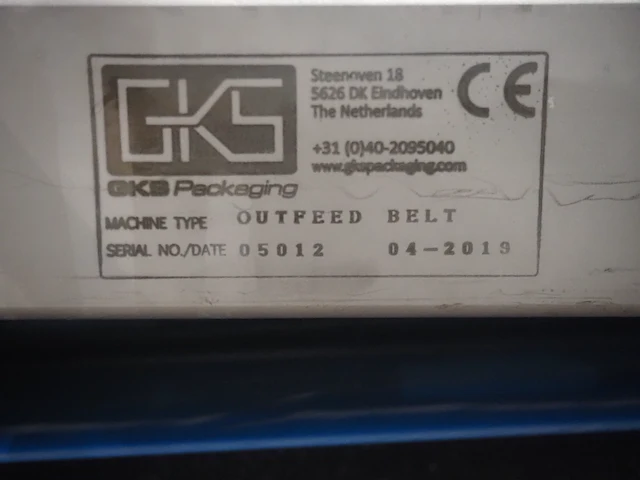 GKS
Steenoven 18
5626 DK Eindhoven
The Netherlands
+31 (0)40-2095040
www.gkspackaging.com
CE
GKS Packaging
MACHINE TYPE OUTFEED BELT
SERIAL NO./DATE 05012 04-2019